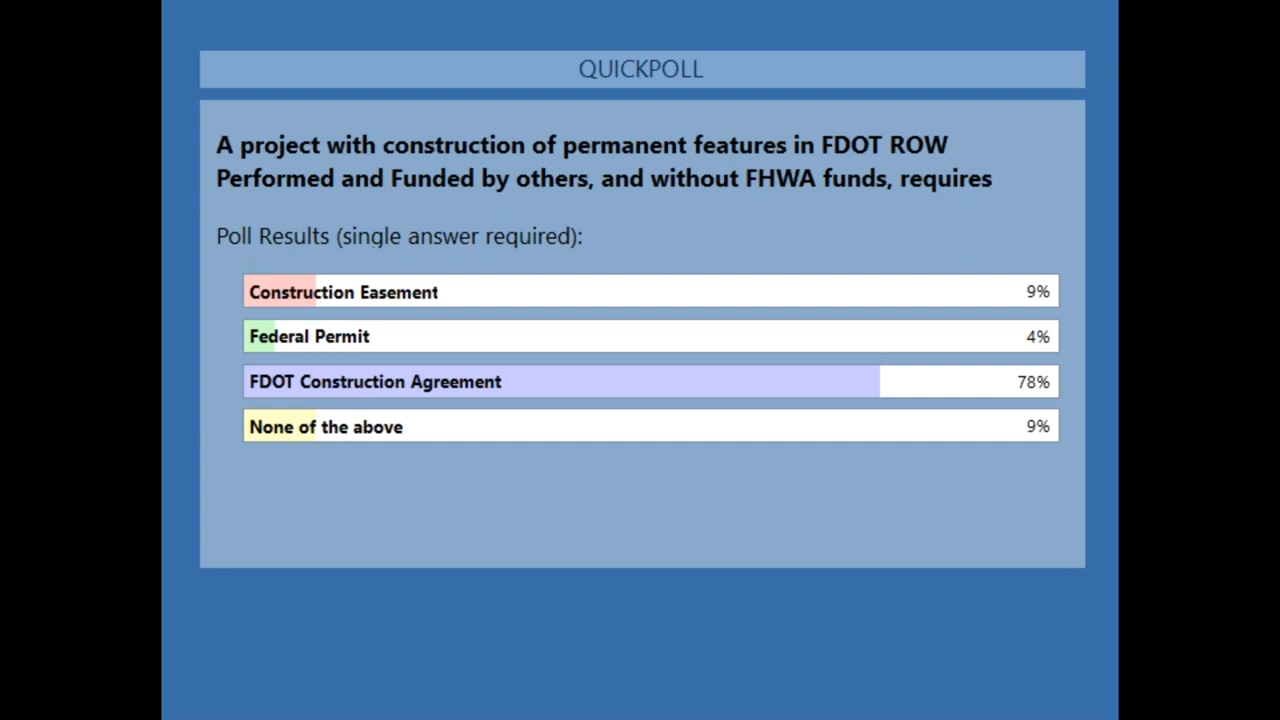 QUICKPOLL
A project with construction of permanent features in FDOT ROW
Performed and Funded by others, and without FHWA funds, requires
Poll Results (single answer required):
Construction Easement 9%
Federal Permit 4%
FDOT Construction Agreement 78%
None of the above 9%